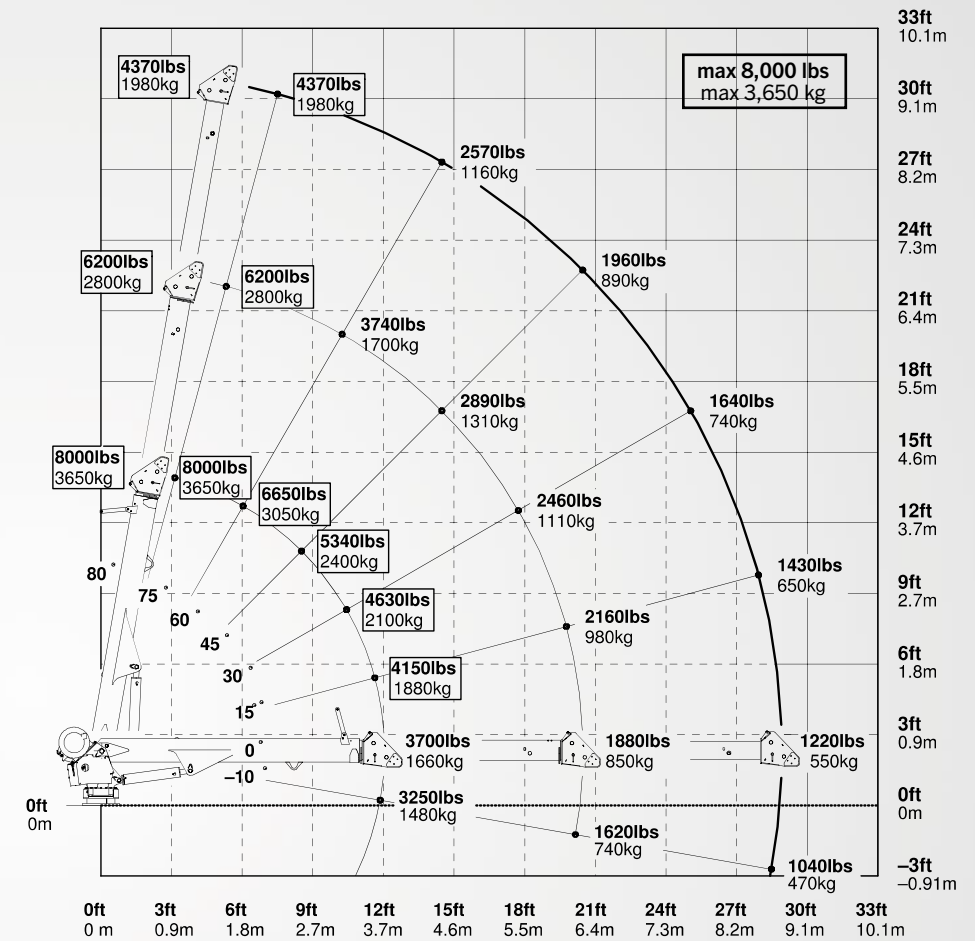 33ft
10.1m
max 8,000 lbs
max 3,650 kg
4370lbs
1980kg
4370lbs
1980kg
30ft
9.1m
2570lbs
1160kg
27ft
8.2m
24ft
7.3m
6200lbs
2800kg
6200lbs
2800kg
1960lbs
890kg
21ft
6.4m
3740lbs
1700kg
18ft
5.5m
2890lbs
1310kg
1640lbs
740kg
15ft
4.6m
8000lbs
3650kg
8000lbs
3650kg
6650lbs
3050kg
2460lbs
1110kg
12ft
3.7m
5340lbs
2400kg
80°
75°
60°
45°
30°
15°
0°
–10°
1430lbs
650kg
9ft
2.7m
4630lbs
2100kg
2160lbs
980kg
6ft
1.8m
4150lbs
1880kg
3ft
0.9m
3700lbs
1660kg
1880lbs
850kg
1220lbs
550kg
0ft
0m
3250lbs
1480kg
0ft
0m
1620lbs
740kg
1040lbs
470kg
–3ft
–0.91m
0ft 3ft 6ft 9ft 12ft 15ft 18ft 21ft 24ft 27ft 30ft 33ft
0 m 0.9m 1.8m 2.7m 3.7m 4.6m 5.5m 6.4m 7.3m 8.2m 9.1m 10.1m